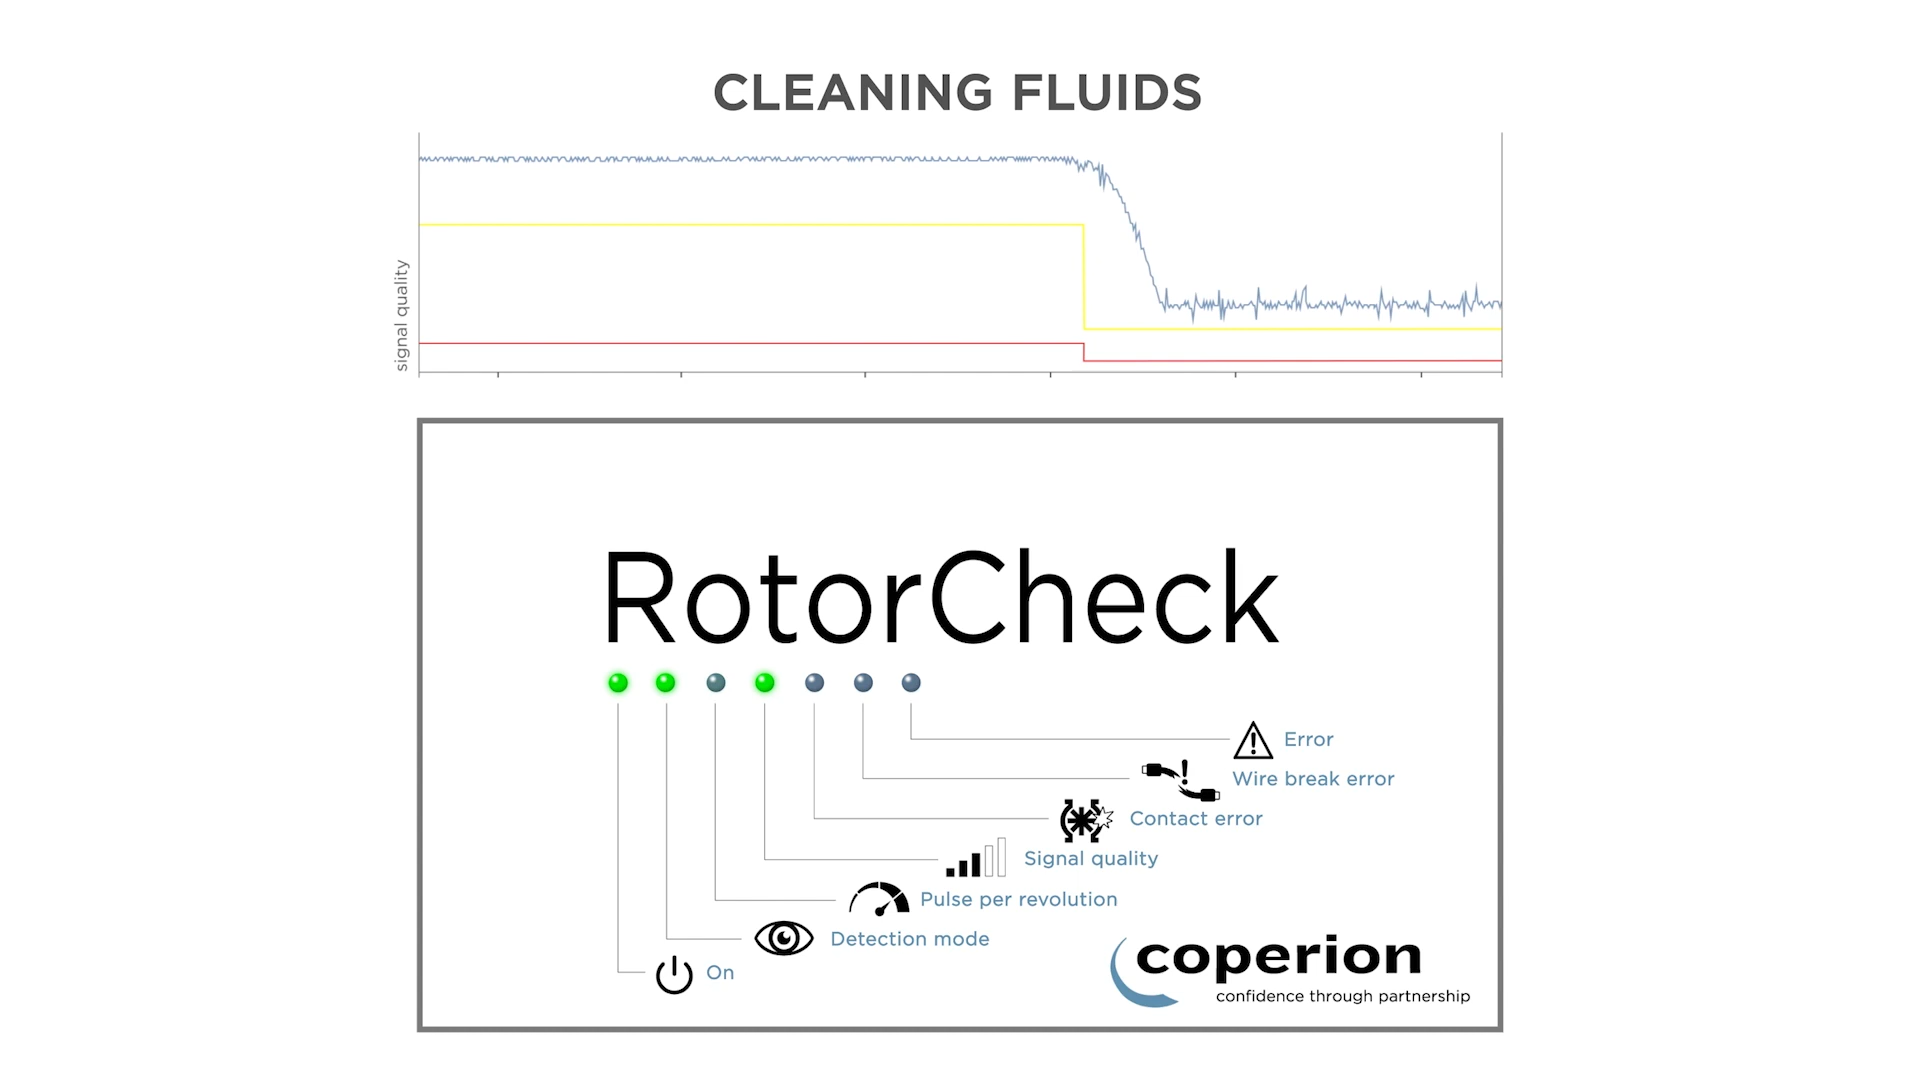 CLEANING FLUIDS
signal quality
RotorCheck
Error
Wire break error
Contact error
Signal quality
Pulse per revolution
Detection mode
On
coperion
confidence through partnership